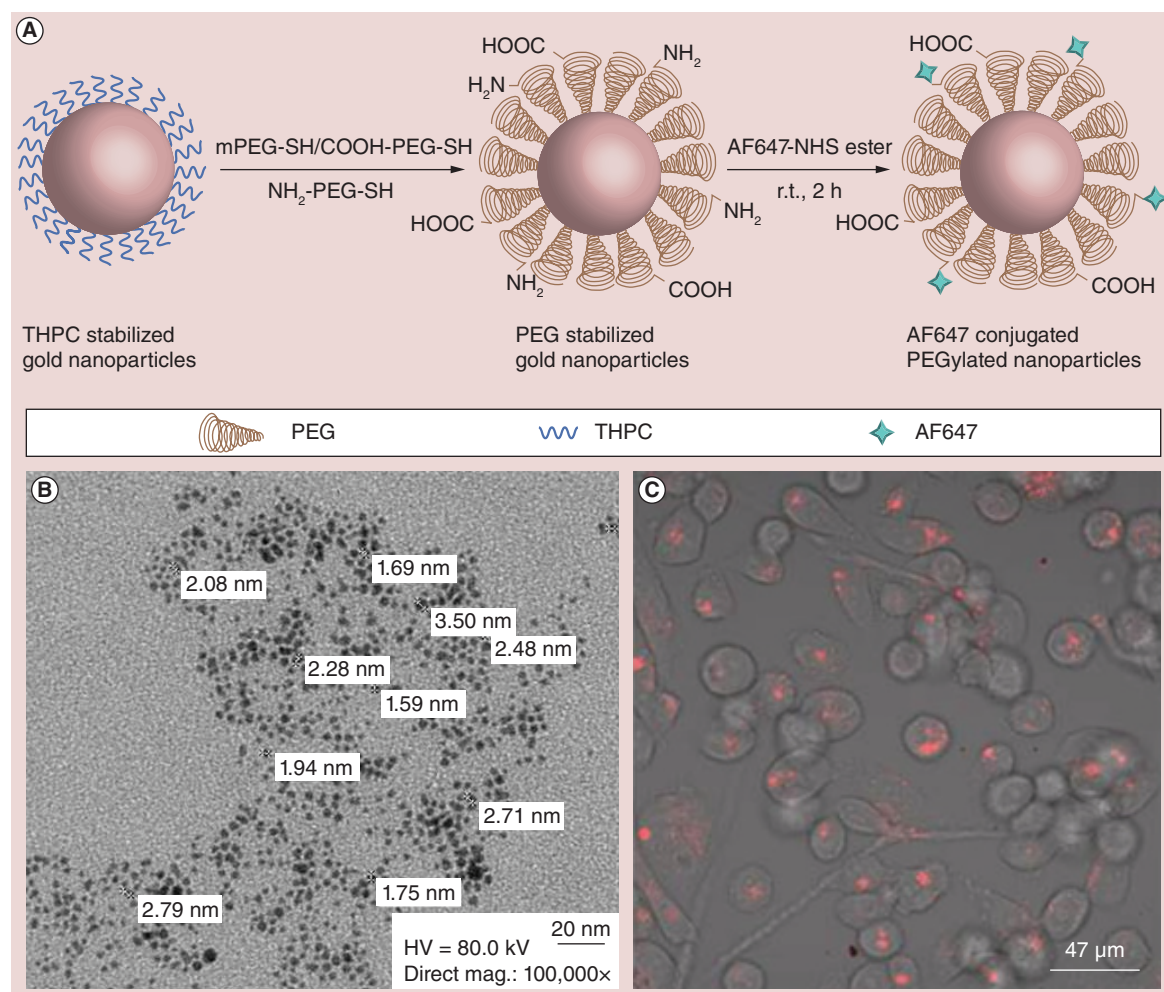 A
HOOC
NH2
H2N
mPEG-SH/COOH-PEG-SH
NH2-PEG-SH
HOOC
NH2
NH2
COOH
AF647-NHS ester
r.t., 2 h
HOOC
HOOC
COOH
THPC stabilized
gold nanoparticles
PEG stabilized
gold nanoparticles
AF647 conjugated
PEGylated nanoparticles
PEG
THPC
AF647
B
2.08 nm
1.69 nm
3.50 nm
2.48 nm
2.28 nm
1.59 nm
1.94 nm
2.71 nm
1.75 nm
2.79 nm
20 nm
HV = 80.0 kV
Direct mag.: 100,000×
C
47 µm